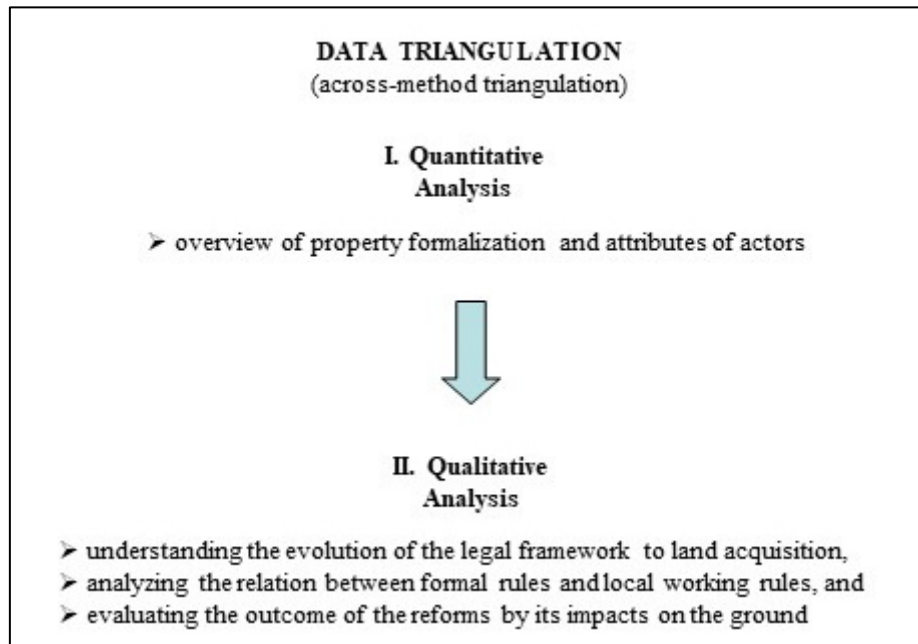 DATA TRIANGULATION
(across-method triangulation)
I. Quantitative
Analysis
➢ overview of property formalization and attributes of actors
II. Qualitative
Analysis
➢ understanding the evolution of the legal framework to land acquisition,
➢ analyzing the relation between formal rules and local working rules, and
➢ evaluating the outcome of the reforms by its impacts on the ground